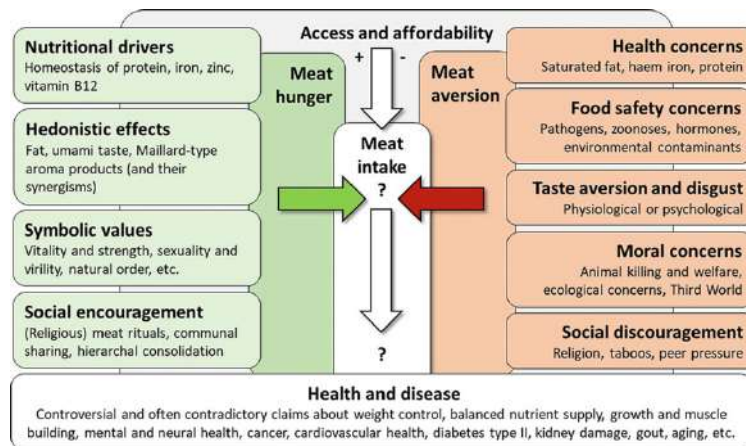 Access and affordability
+ -
Nutritional drivers
Homeostasis of protein, iron, zinc,
vitamin B12
Hedonistic effects
Fat, umami taste, Maillard-type
aroma products (and their
synergisms)
Symbolic values
Vitality and strength, sexuality and
virility, natural order, etc.
Social encouragement
(Religious) meat rituals, communal
sharing, hierarchal consolidation
Meat
hunger
Meat
intake
?
?
Meat
aversion
Health concerns
Saturated fat, haem iron, protein
Food safety concerns
Pathogens, zoonoses, hormones,
environmental contaminants
Taste aversion and disgust
Physiological or psychological
Moral concerns
Animal killing and welfare,
ecological concerns, Third World
Social discouragement
Religion, taboos, peer pressure
Health and disease
Controversial and often contradictory claims about weight control, balanced nutrient supply, growth and muscle
building, mental and neural health, cancer, cardiovascular health, diabetes type II, kidney damage, gout, aging, etc.